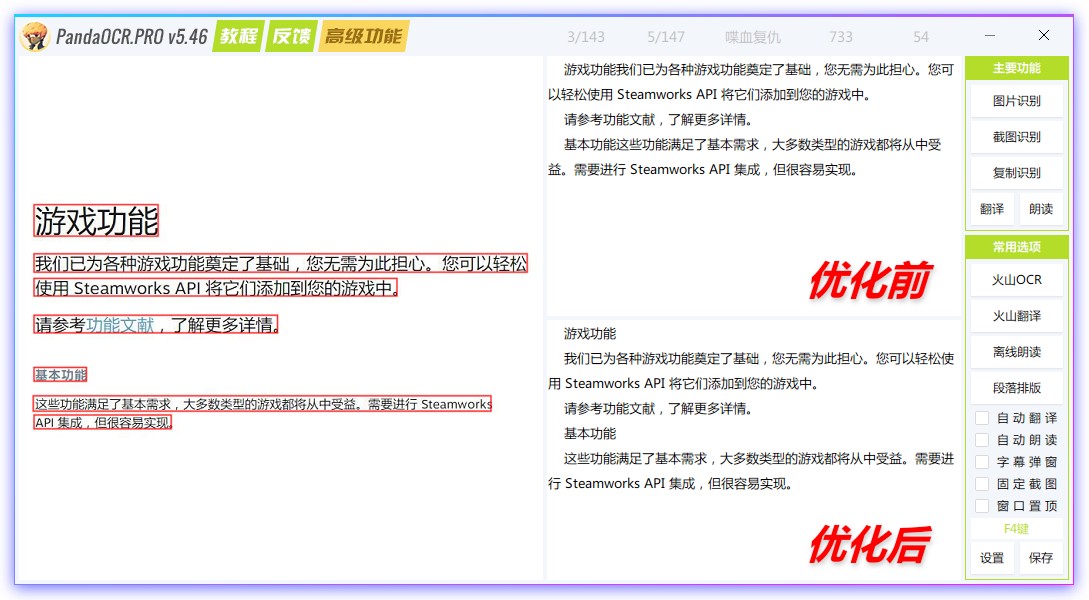 PandaOCR.PRO v5.46 教程 反馈 高级功能 3/143 5/147 喋血复仇 733 54
游戏功能
我们已为各种游戏功能奠定了基础，您无需为此担心。您可以轻松
使用 Steamworks API 将它们添加到您的游戏中。
请参考功能文献，了解更多详情。
基本功能
这些功能满足了基本需求，大多数类型的游戏都将从中受益。需要进行 Steamworks
API 集成，但很容易实现。
游戏功能我们已为各种游戏功能奠定了基础，您无需为此担心。您可
以轻松使用 Steamworks API 将它们添加到您的游戏中。
请参考功能文献，了解更多详情。
基本功能这些功能满足了基本需求，大多数类型的游戏都将从中受
益。需要进行 Steamworks API 集成，但很容易实现。
优化前
游戏功能
我们已为各种游戏功能奠定了基础，您无需为此担心。您可以轻松使
用 Steamworks API 将它们添加到您的游戏中。
请参考功能文献，了解更多详情。
基本功能
这些功能满足了基本需求，大多数类型的游戏都将从中受益。需要进
行 Steamworks API 集成，但很容易实现。
优化后
主要功能
图片识别
截图识别
复制识别
翻译 朗读
常用选项
火山OCR
火山翻译
离线朗读
段落排版
自动翻译
自动朗读
字幕弹窗
固定截图
窗口置顶
F4键
设置 保存